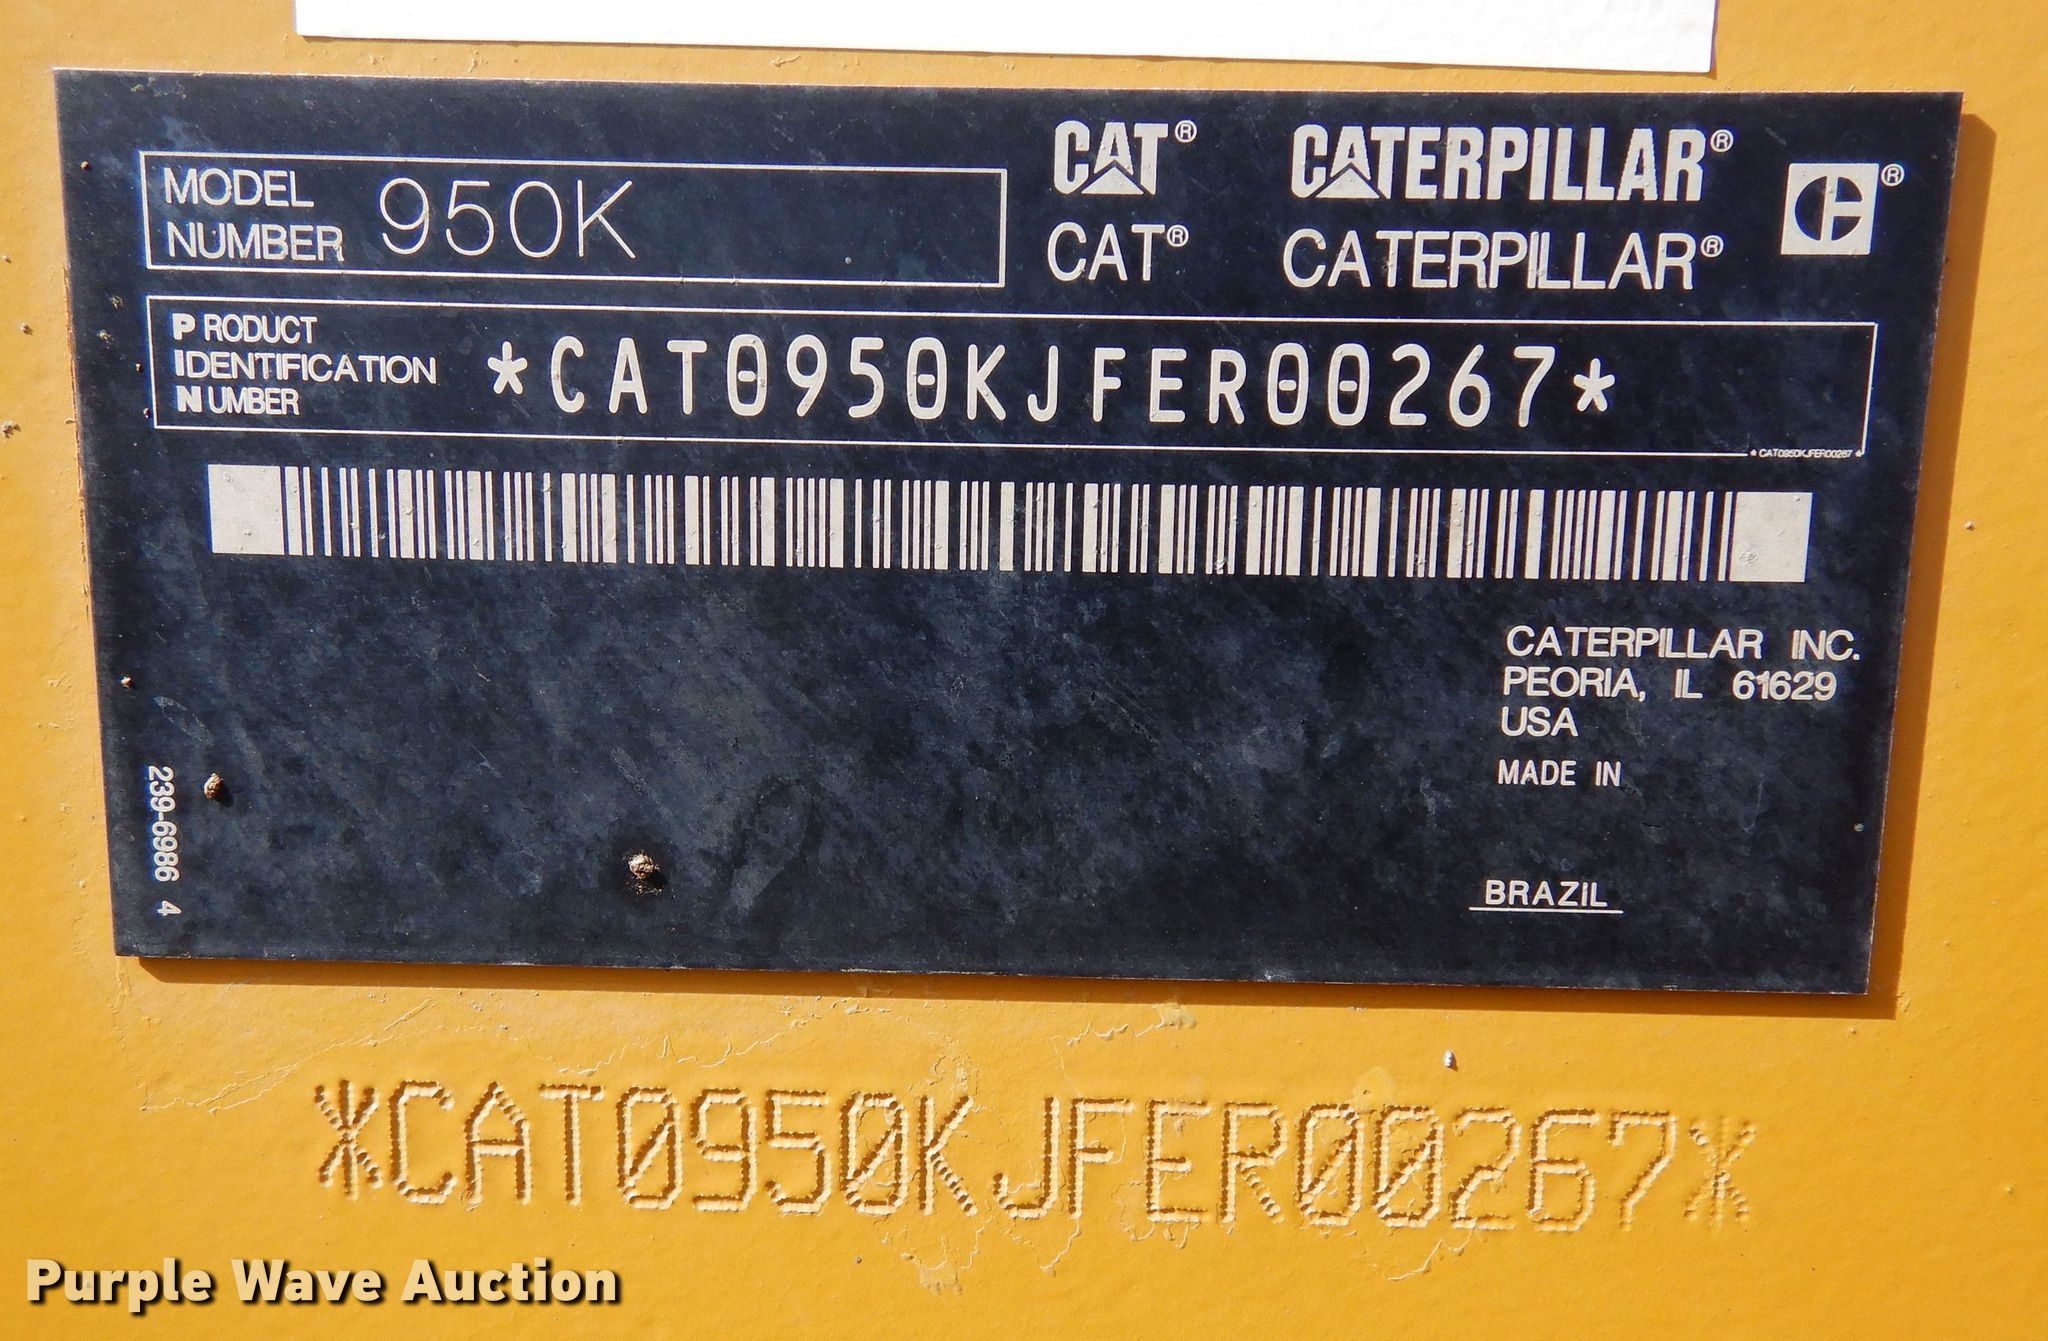 MODEL
NUMBER 950K
CAT® CATERPILLAR®
CAT® CATERPILLAR®
PRODUCT
IDENTIFICATION
NUMBER
*CAT0950KJFER00267*
*CAT0950KJFER00267*
CATERPILLAR INC.
PEORIA, IL 61629
USA
MADE IN
BRAZIL
239-6986 4
*CAT0950KJFER00267*
Purple Wave Auction